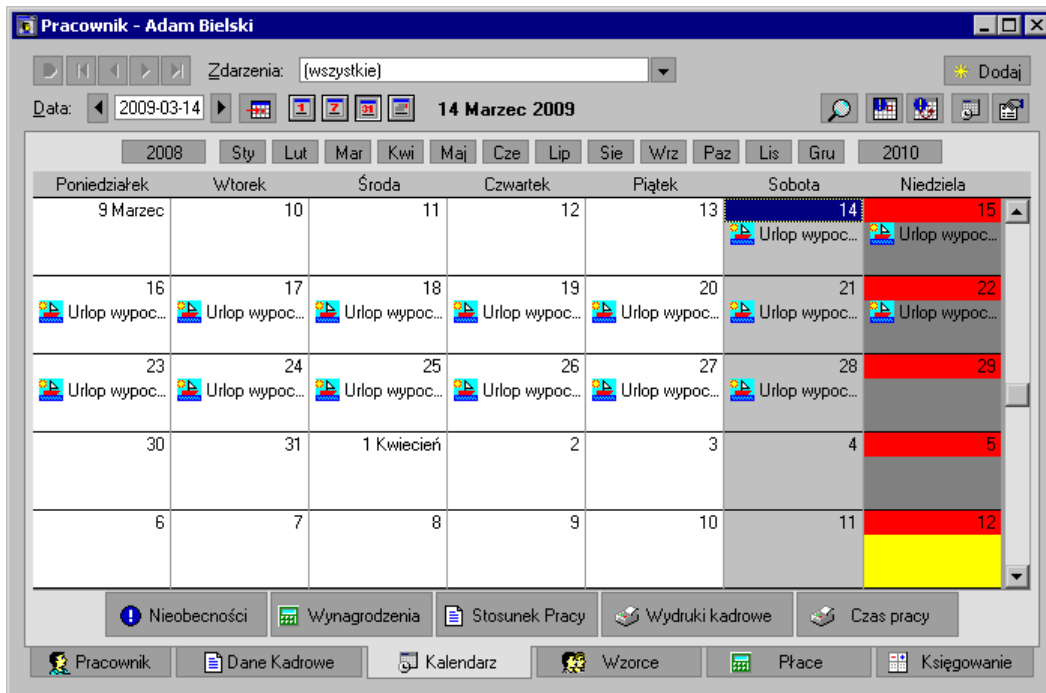 Pracownik - Adam Bielski
Zdarzenia: (wszystkie) Dodaj
Data: 2009-03-14 1 7 31 14 Marzec 2009
2008 Sty Lut Mar Kwi Maj Cze Lip Sie Wrz Paz Lis Gru 2010
Poniedziałek Wtorek Środa Czwartek Piątek Sobota Niedziela
9 Marzec 10 11 12 13 14 15
Urlop wypoc... Urlop wypoc...
16 17 18 19 20 21 22
Urlop wypoc... Urlop wypoc... Urlop wypoc... Urlop wypoc... Urlop wypoc... Urlop wypoc... Urlop wypoc...
23 24 25 26 27 28 29
Urlop wypoc... Urlop wypoc... Urlop wypoc... Urlop wypoc... Urlop wypoc... Urlop wypoc...
30 31 1 Kwiecień 2 3 4 5
6 7 8 9 10 11 12
Nieobecności Wynagrodzenia Stosunek Pracy Wydruki kadrowe Czas pracy
Pracownik Dane Kadrowe Kalendarz Wzorce Płace Księgowanie